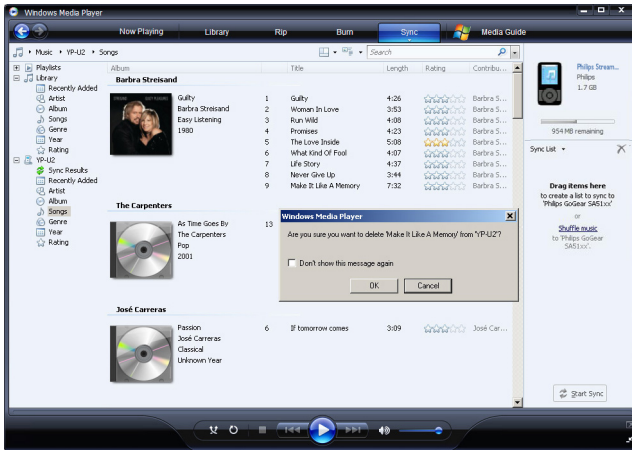 Windows Media Player
Now Playing Library Rip Burn Sync Media Guide
Music YP-U2 Songs
Search
Playlists
Library
Recently Added
Artist
Album
Songs
Genre
Year
Rating
YP-U2
Sync Results
Recently Added
Artist
Album
Songs
Genre
Year
Rating
Album Title Length Rating Contribu...
Barbra Streisand
Guilty
Barbra Streisand
Easy Listening
1980
1 Guilty 4:26 Barbra S...
2 Woman In Love 3:53 Barbra S...
3 Run Wild 4:08 Barbra S...
4 Promises 4:23 Barbra S...
5 The Love Inside 5:08 Barbra S...
6 What Kind Of Fool 4:07 Barbra S...
7 Life Story 4:37 Barbra S...
8 Never Give Up 3:44 Barbra S...
9 Make It Like A Memory 7:32 Barbra S...
The Carpenters
As Time Goes By
The Carpenters
Pop
2001
13
José Carreras
Passion
José Carreras
Classical
Unknown Year
6 If tomorrow comes 3:09 José Car...
Windows Media Player
Are you sure you want to delete 'Make It Like A Memory' from 'YP-U2'?
Don't show this message again
OK Cancel
Philips Stream...
Philips
1.7 GB
954 MB remaining
Sync List
Drag items here
to create a list to sync to
'Philips GoGear SA51xx'
or
Shuffle music
to 'Philips GoGear
SA51xx'.
Start Sync